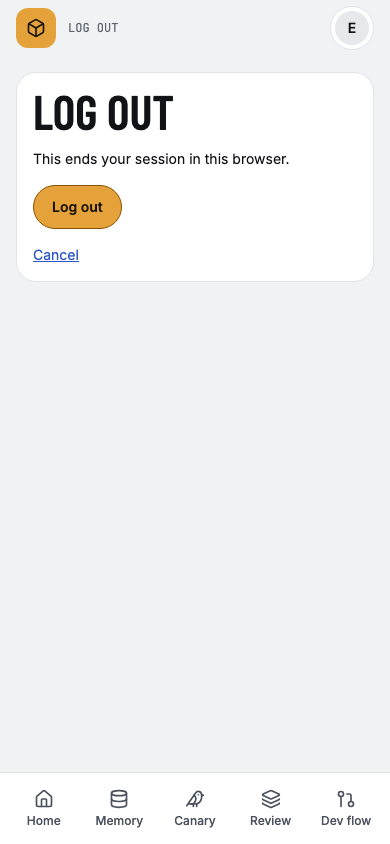 LOG OUT
E
LOG OUT
This ends your session in this browser.
Log out
Cancel
Home
Memory
Canary
Review
Dev flow